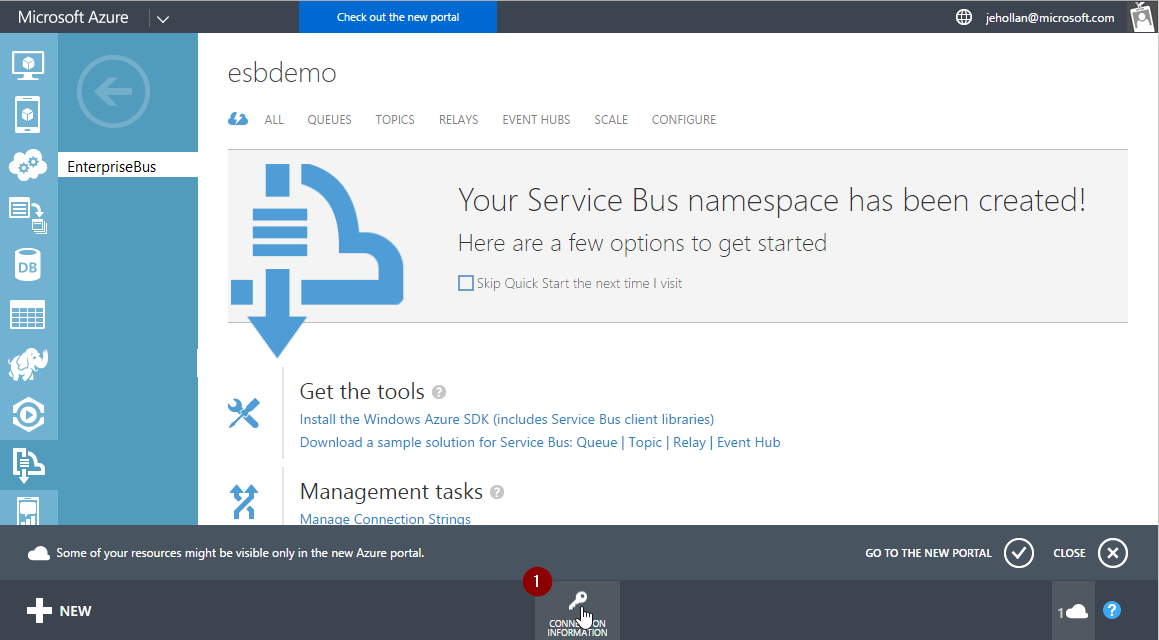 Microsoft Azure
Check out the new portal
jehollan@microsoft.com
esbdemo
ALL QUEUES TOPICS RELAYS EVENT HUBS SCALE CONFIGURE
EnterpriseBus
Your Service Bus namespace has been created!
Here are a few options to get started
Skip Quick Start the next time I visit
DB
Get the tools ?
Install the Windows Azure SDK (includes Service Bus client libraries)
Download a sample solution for Service Bus: Queue | Topic | Relay | Event Hub
Management tasks ?
Manage Connection Strings
Some of your resources might be visible only in the new Azure portal.
GO TO THE NEW PORTAL
CLOSE
1
NEW
CONNECTION
INFORMATION
1
?